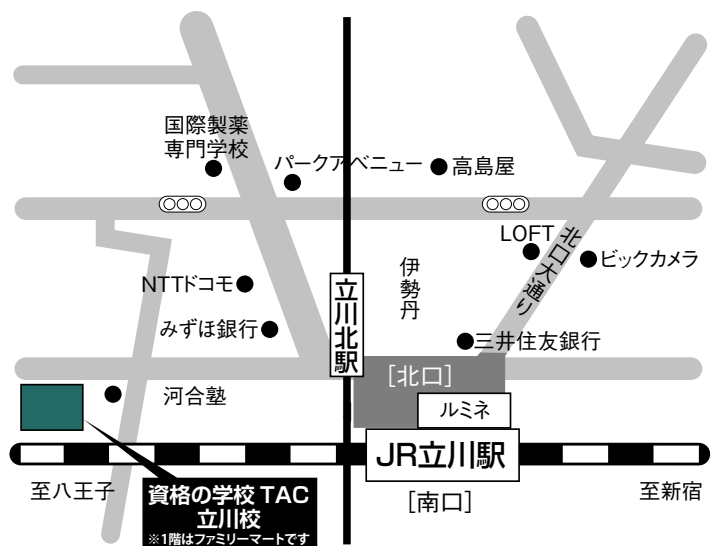 国際製薬
専門学校
パークアベニュー
高島屋
LOFT
北口大通り
ビックカメラ
NTTドコモ
伊勢丹
みずほ銀行
立川北駅
三井住友銀行
[北口]
河合塾
ルミネ
JR立川駅
至八王子
資格の学校 TAC
立川校
※1階はファミリーマートです
[南口]
至新宿